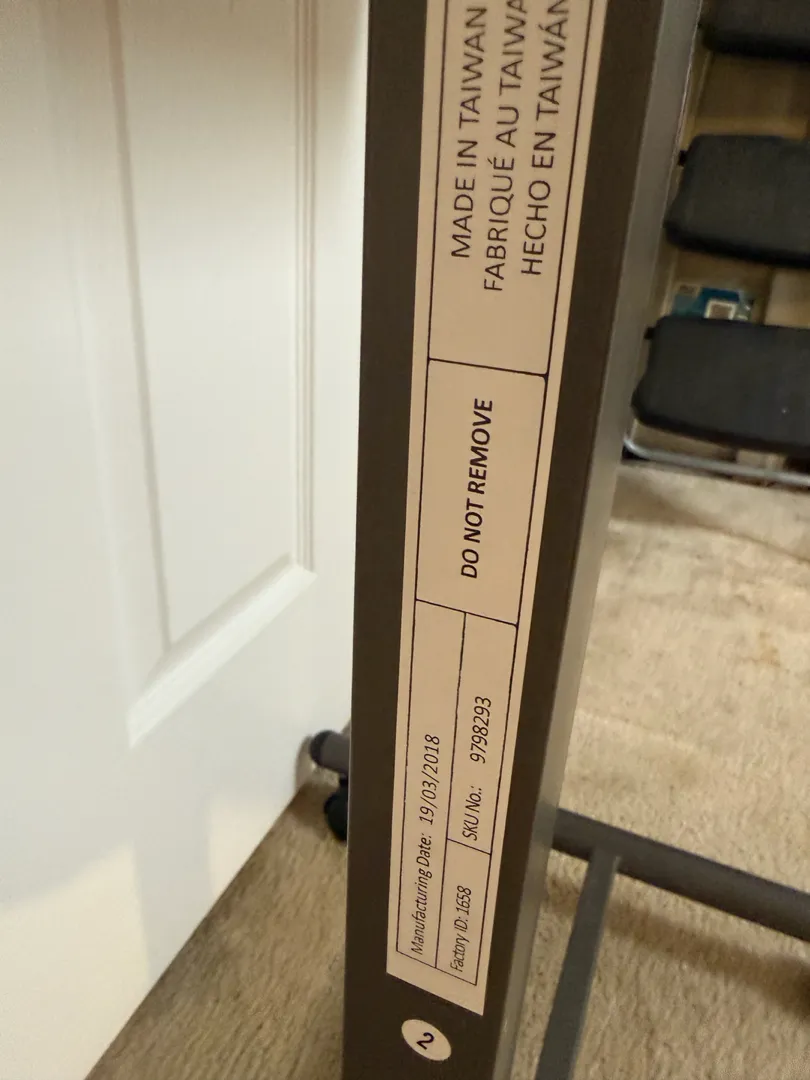 MADE IN TAIWAN
FABRIQUÉ AU TAIWA
HECHO EN TAIWÁN
DO NOT REMOVE
Manufacturing Date: 19/03/2018
Factory ID: 1658
SKU No.: 9798293
2